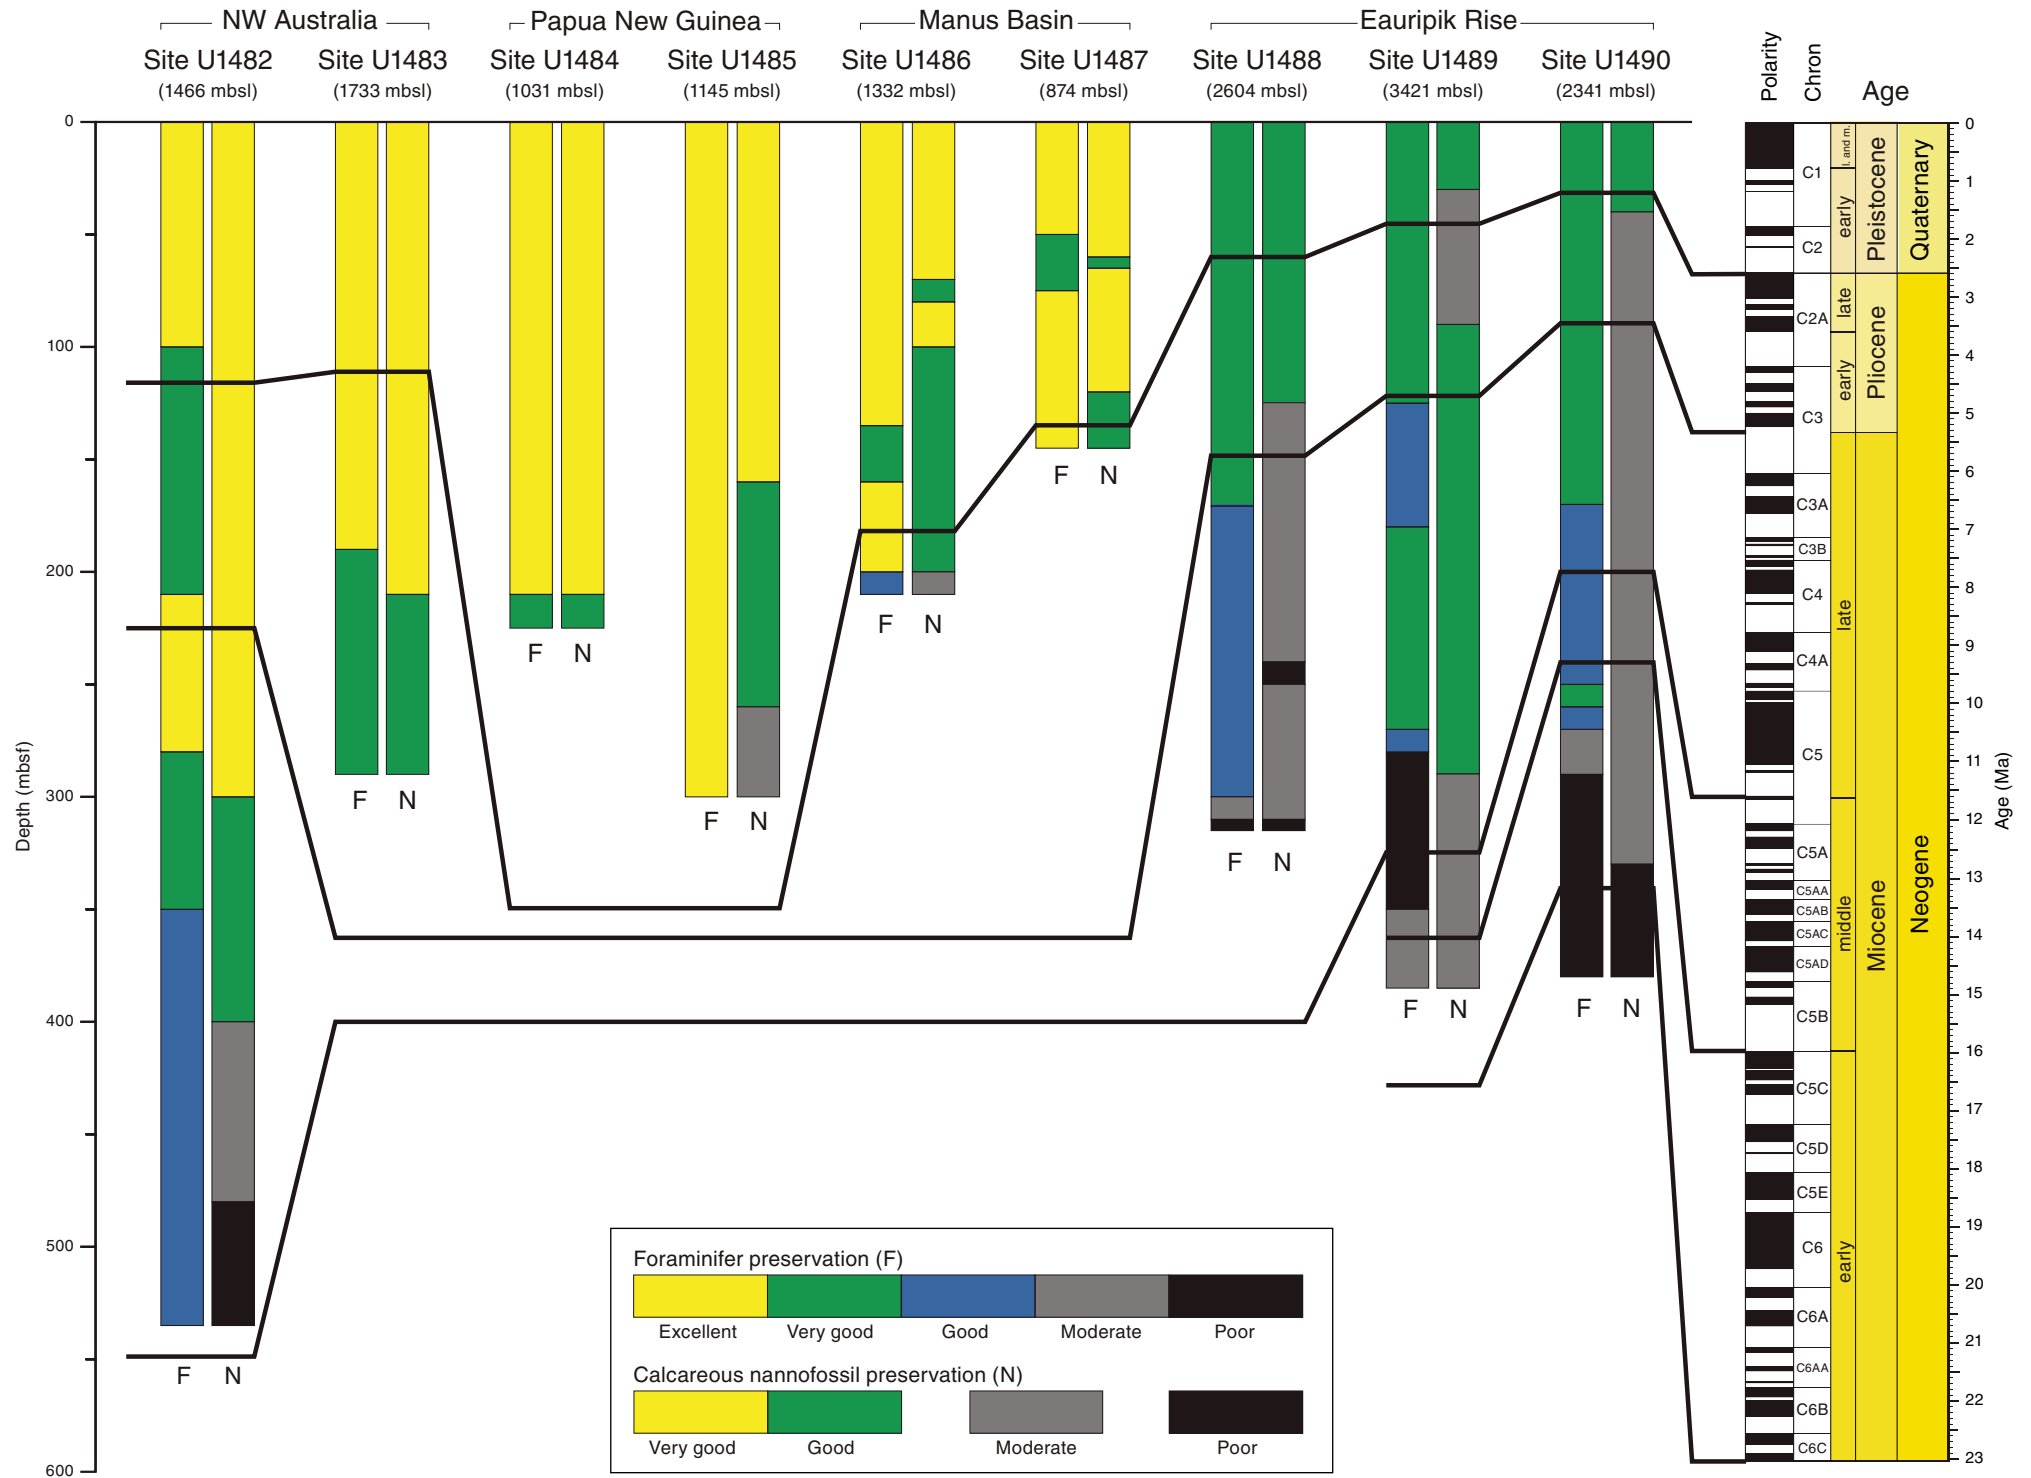 NW Australia Papua New Guinea Manus Basin Eauripik Rise
Site U1482 Site U1483 Site U1484 Site U1485 Site U1486 Site U1487 Site U1488 Site U1489 Site U1490
(1466 mbsl) (1733 mbsl) (1031 mbsl) (1145 mbsl) (1332 mbsl) (874 mbsl) (2604 mbsl) (3421 mbsl) (2341 mbsl)
Polarity
Chron
Age
Depth (mbsf)
0
100
200
300
400
500
600
F N
F N
F N
F N
F N
F N
F N
F N
F N
C1
C2
C2A
C3
C3A
C3B
C4
C4A
C5
C5A
C5AA
C5AB
C5AC
C5AD
C5B
C5C
C5D
C5E
C6
C6A
C6AA
C6B
C6C
l. and m.
early
late
early
late
middle
early
Pleistocene
Pliocene
Miocene
Quaternary
Neogene
0
1
2
3
4
5
6
7
8
9
10
11
12
13
14
15
16
17
18
19
20
21
22
23
Age (Ma)
Foraminifer preservation (F)
Excellent Very good Good Moderate Poor
Calcareous nannofossil preservation (N)
Very good Good Moderate Poor